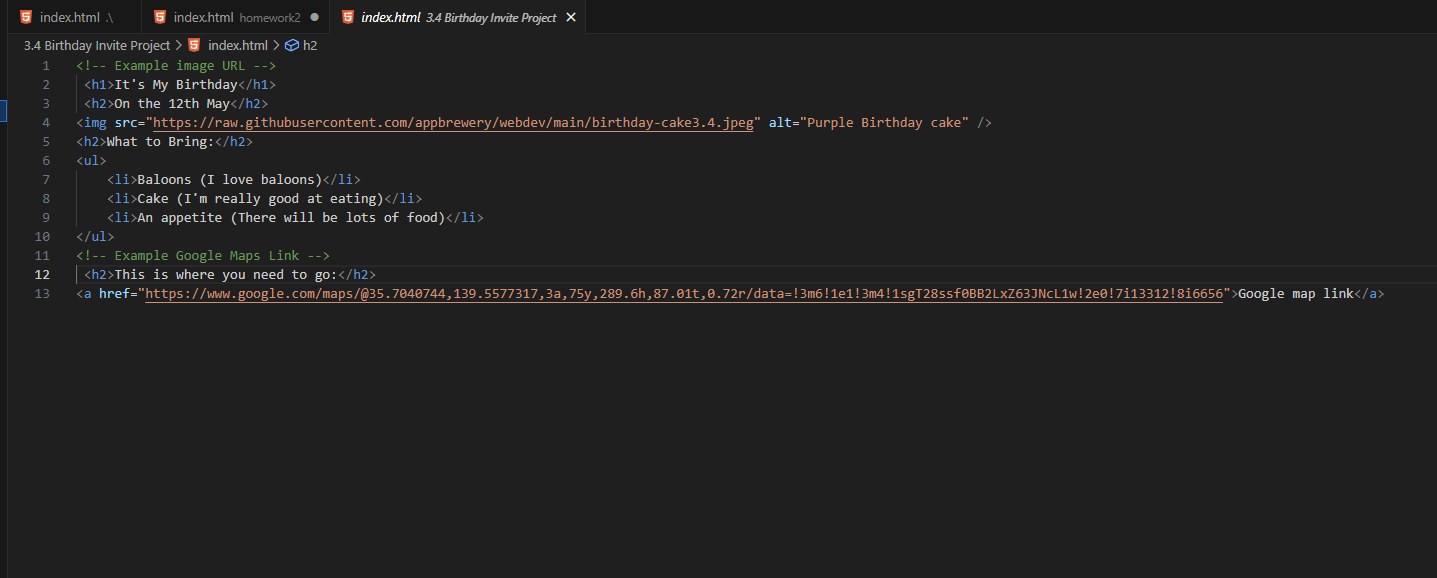 index.html .\ index.html homework2 index.html 3.4 Birthday Invite Project
3.4 Birthday Invite Project > index.html > h2
1 <!-- Example image URL -->
2 <h1>It's My Birthday</h1>
3 <h2>On the 12th May</h2>
4 <img src="https://raw.githubusercontent.com/appbrewery/webdev/main/birthday-cake3.4.jpeg" alt="Purple Birthday cake" />
5 <h2>What to Bring:</h2>
6 <ul>
7 <li>Baloons (I love baloons)</li>
8 <li>Cake (I'm really good at eating)</li>
9 <li>An appetite (There will be lots of food)</li>
10 </ul>
11 <!-- Example Google Maps Link -->
12 <h2>This is where you need to go:</h2>
13 <a href="https://www.google.com/maps/@35.7040744,139.5577317,3a,75y,289.6h,87.01t,0.72r/data=!3m6!1e1!3m4!1sgT28ssf0BB2LxZ63JNcL1w!2e0!7i13312!8i6656">Google map link</a>